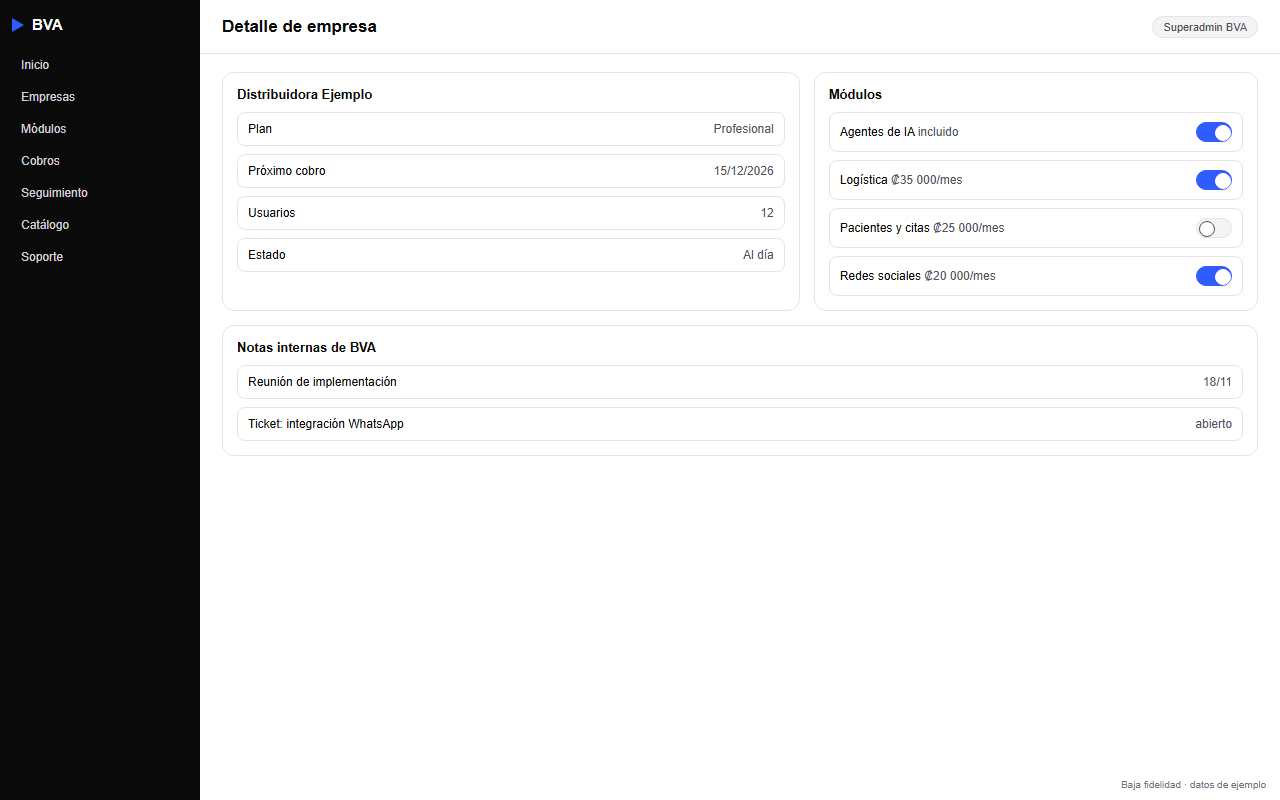 BVA
Inicio
Empresas
Módulos
Cobros
Seguimiento
Catálogo
Soporte
Detalle de empresa
Superadmin BVA
Distribuidora Ejemplo
Plan Profesional
Próximo cobro 15/12/2026
Usuarios 12
Estado Al día
Módulos
Agentes de IA incluido
Logística ₡35 000/mes
Pacientes y citas ₡25 000/mes
Redes sociales ₡20 000/mes
Notas internas de BVA
Reunión de implementación 18/11
Ticket: integración WhatsApp abierto
Baja fidelidad · datos de ejemplo